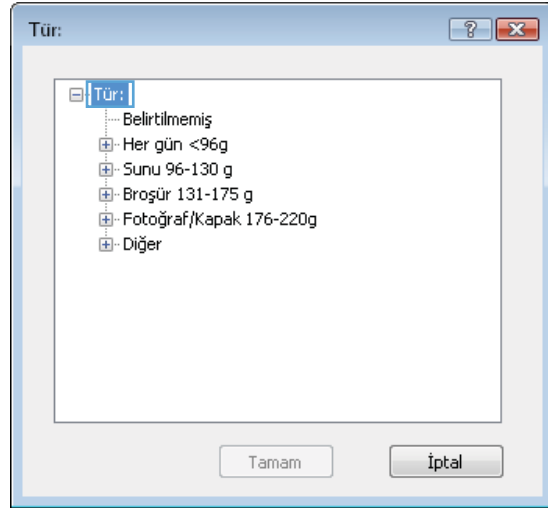 Tür:
Tür:
Belirtilmemiş
Her gün <96g
Sunu 96-130 g
Broşür 131-175 g
Fotoğraf/Kapak 176-220g
Diğer
Tamam İptal